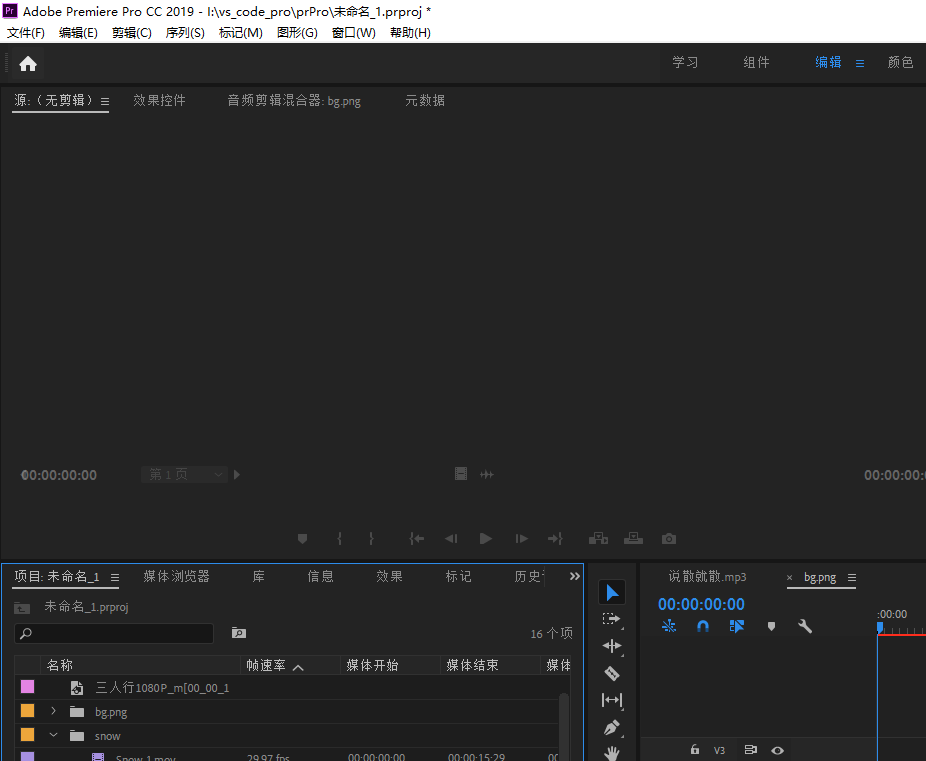 Pr Adobe Premiere Pro CC 2019 - I:\vs_code_pro\prPro\未命名_1.prproj *
文件(F) 编辑(E) 剪辑(C) 序列(S) 标记(M) 图形(G) 窗口(W) 帮助(H)
学习 组件 编辑 颜色
源:（无剪辑） 效果控件 音频剪辑混合器: bg.png 元数据
00:00:00:00 第 1 页 00:00:00:
项目: 未命名_1 媒体浏览器 库 信息 效果 标记 历史
说散就散.mp3 × bg.png
未命名_1.prproj
00:00:00:00
:00:00
16 个项
名称 帧速率 媒体开始 媒体结束 媒体
三人行1080P_m[00_00_1
bg.png
snow
Snow 1.mov 29.97 fps 00:00:00:00 00:00:15:29 00
V3